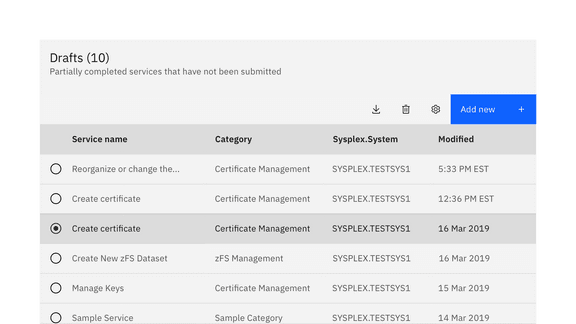 Drafts (10)
Partially completed services that have not been submitted
Add new +
Service name Category Sysplex.System Modified
Reorganize or change the... Certificate Management SYSPLEX.TESTSYS1 5:33 PM EST
Create certificate Certificate Management SYSPLEX.TESTSYS1 12:36 PM EST
Create certificate Certificate Management SYSPLEX.TESTSYS1 16 Mar 2019
Create New zFS Dataset zFS Management SYSPLEX.TESTSYS1 16 Mar 2019
Manage Keys Certificate Management SYSPLEX.TESTSYS1 15 Mar 2019
Sample Service Sample Category SYSPLEX.TESTSYS1 14 Mar 2019